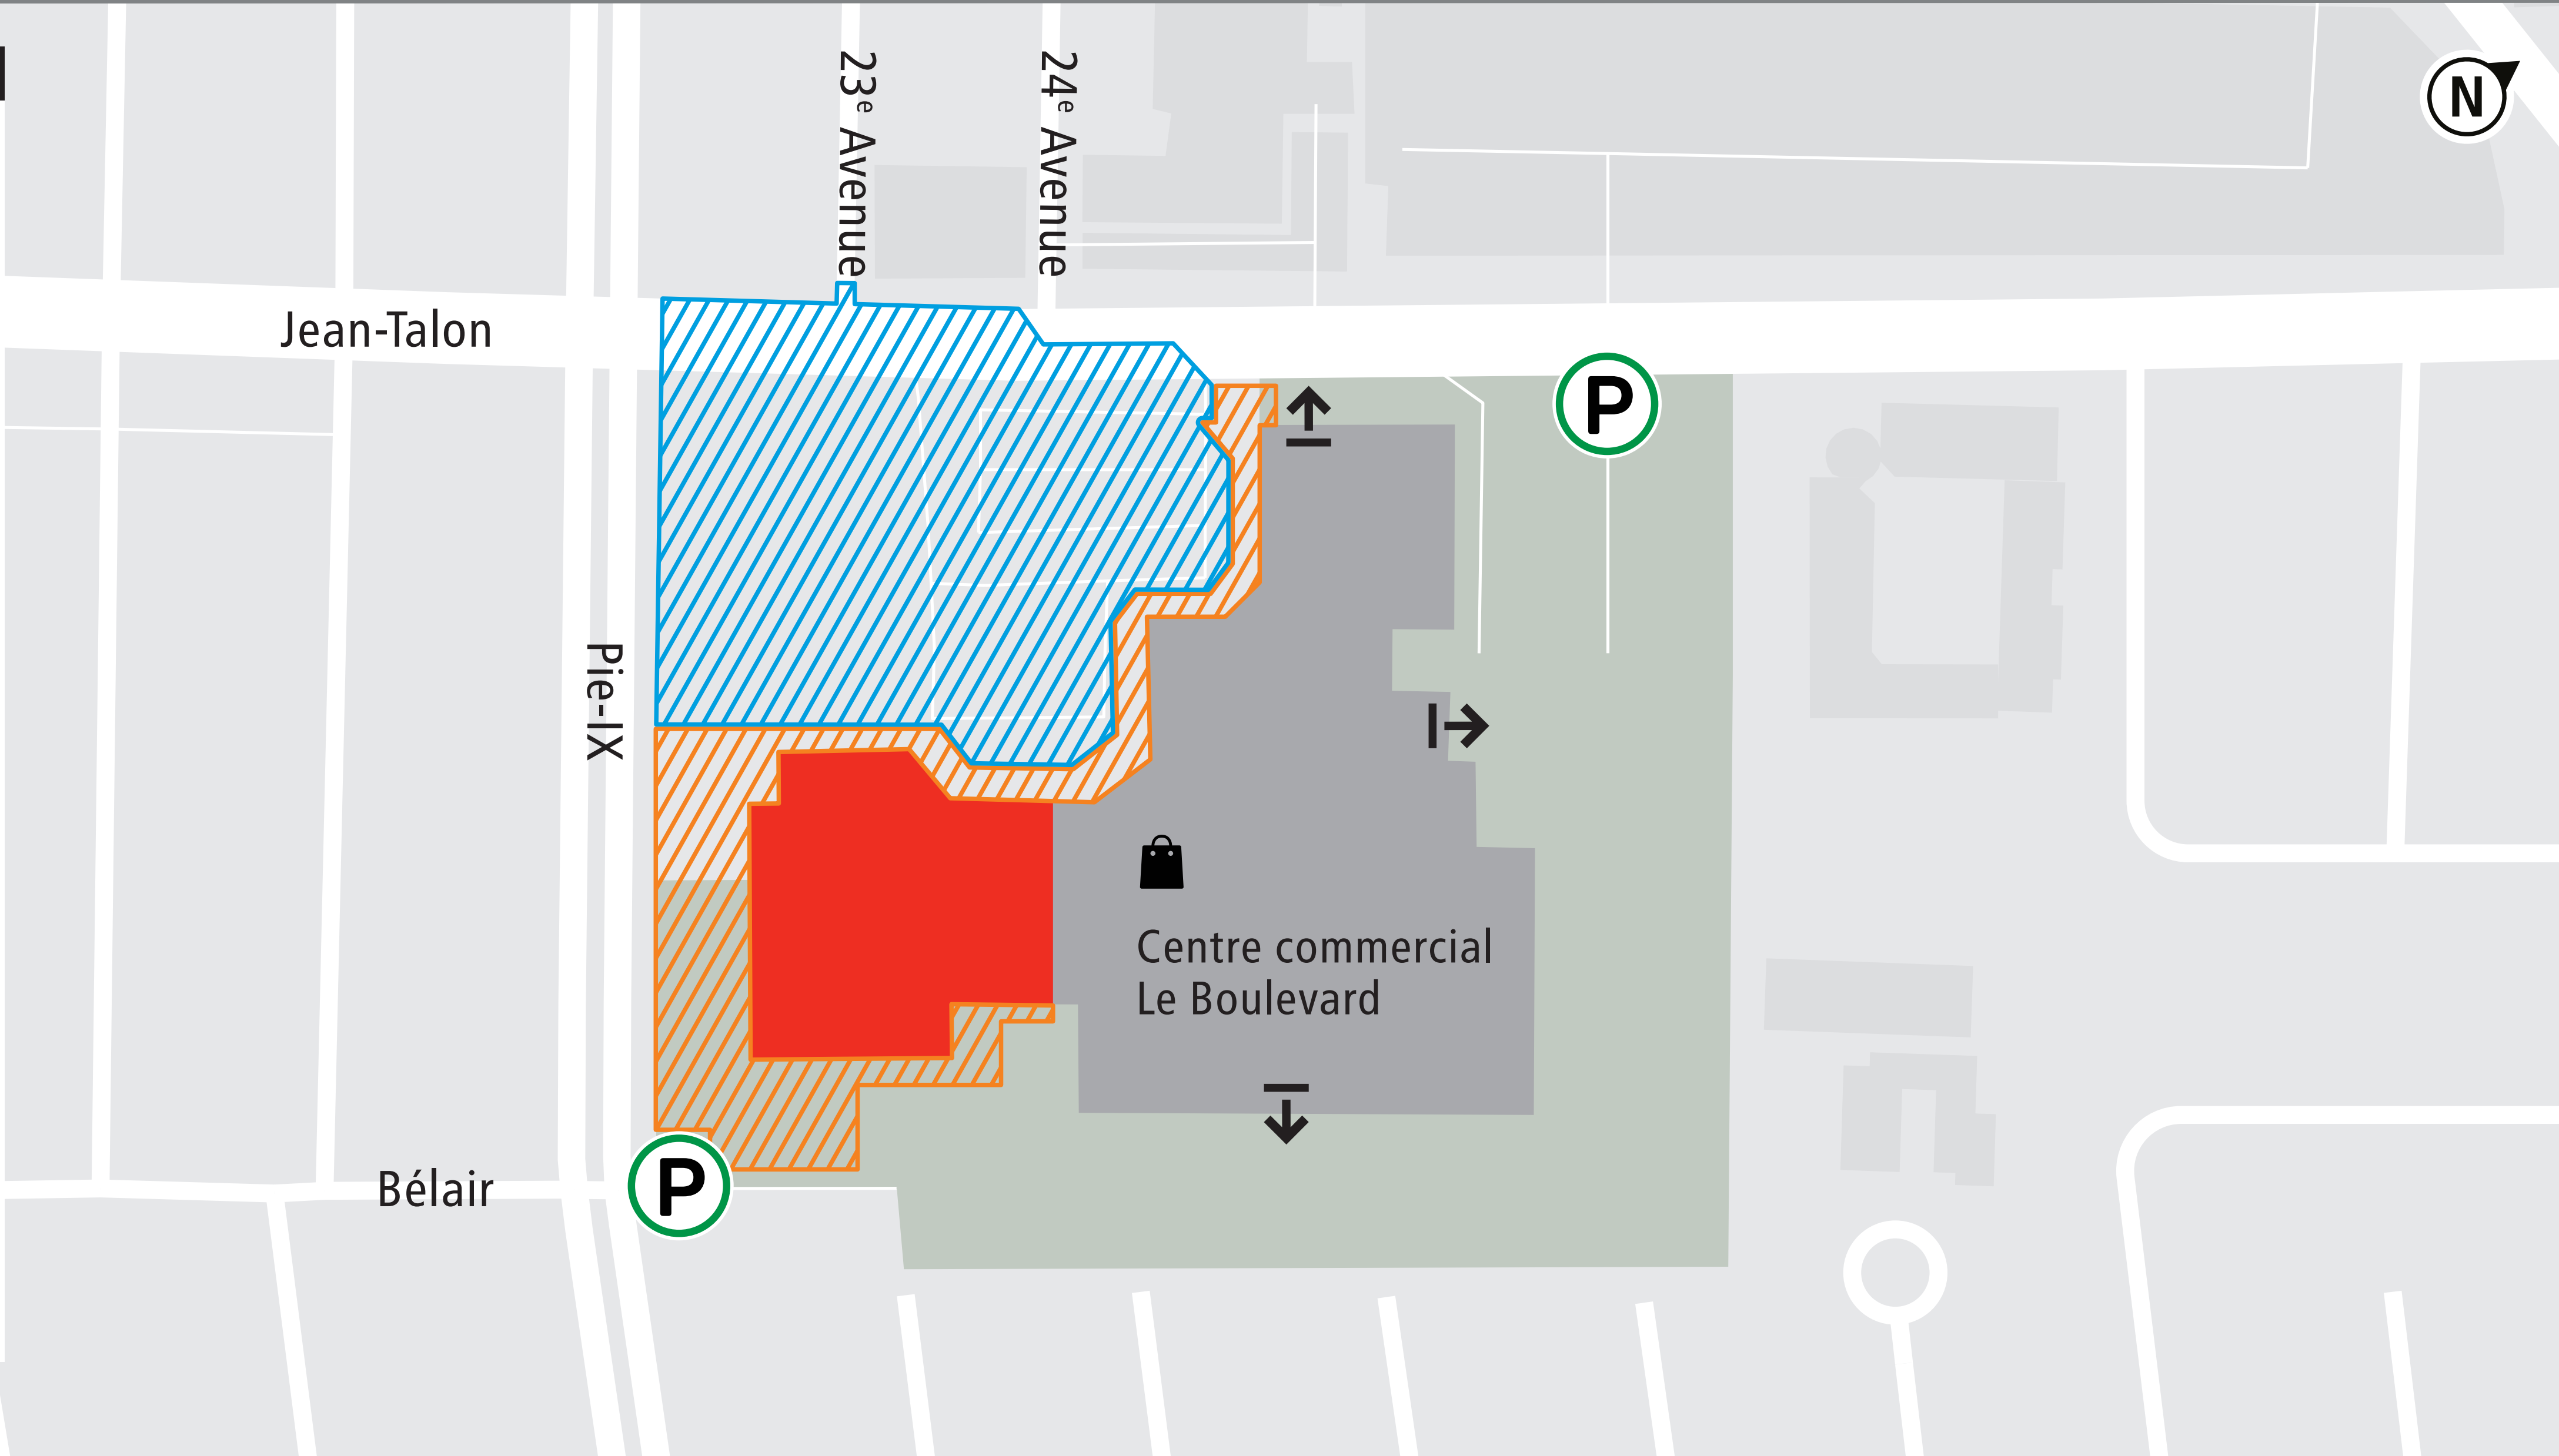 23e Avenue
24e Avenue
N
Jean-Talon
P
Pie-IX
Centre commercial
Le Boulevard
Bélair
P